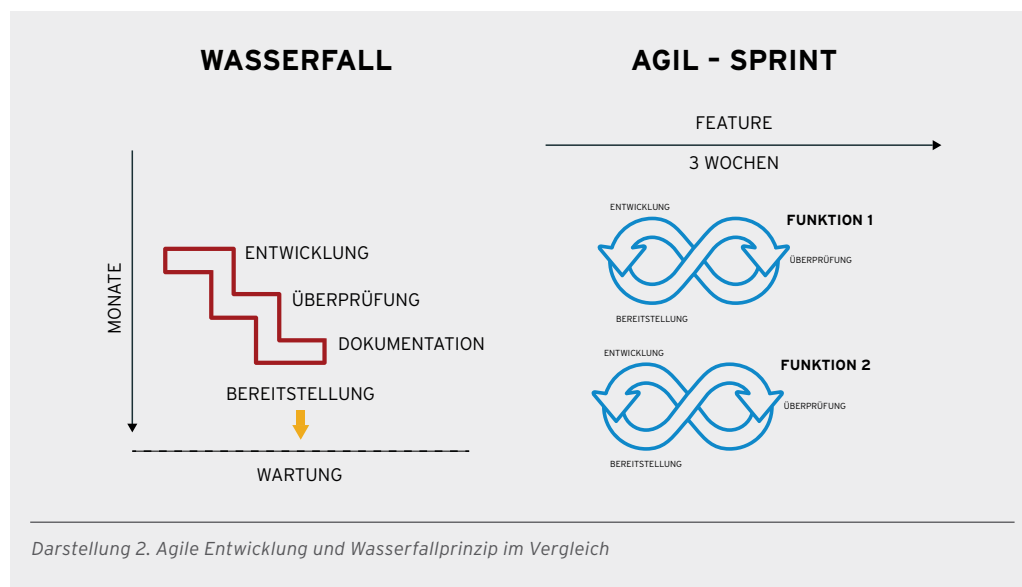 WASSERFALL
MONATE
ENTWICKLUNG
ÜBERPRÜFUNG
DOKUMENTATION
BEREITSTELLUNG
WARTUNG
AGIL – SPRINT
FEATURE
3 WOCHEN
ENTWICKLUNG
FUNKTION 1
ÜBERPRÜFUNG
BEREITSTELLUNG
ENTWICKLUNG
FUNKTION 2
ÜBERPRÜFUNG
BEREITSTELLUNG
Darstellung 2. Agile Entwicklung und Wasserfallprinzip im Vergleich